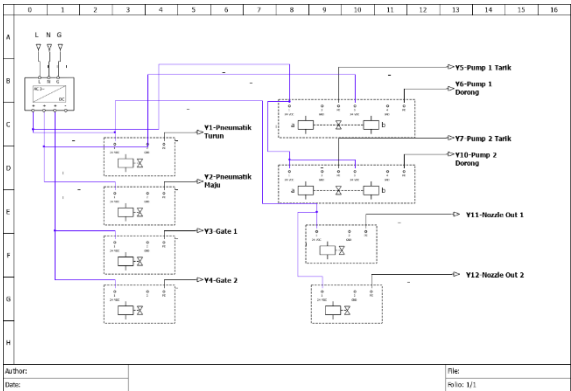 0 1 2 3 4 5 6 7 8 9 10 11 12 13 14 15 16
A
B
C
D
E
F
G
H
L N G
L N G
AC
DC
Y1-Pneumatik
Turun
Y2-Pneumatik
Maju
Y3-Gate 1
Y4-Gate 2
Y5-Pump 1 Tarik
Y6-Pump 1
Dorong
a b
Y7-Pump 2 Tarik
Y10-Pump 2
Dorong
a b
Y11-Nozzle Out 1
Y12-Nozzle Out 2
Author:
Date:
File:
Folio: 1/1